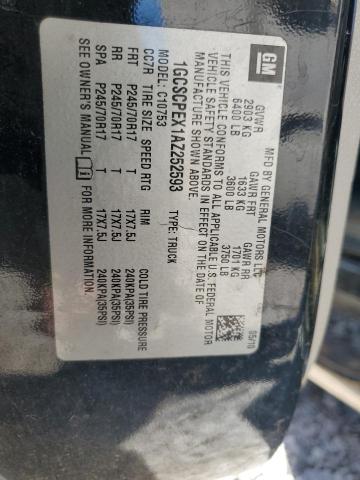 GM
MFD BY GENERAL MOTORS LLC
05/10
GVWR GAWR FRT GAWR RR
2903 KG 1633 KG 1701 KG
6400 LB 3600 LB 3750 LB
THIS VEHICLE CONFORMS TO ALL APPLICABLE U.S. FEDERAL MOTOR
VEHICLE SAFETY STANDARDS IN EFFECT ON THE DATE OF
MANUFACTURE SHOWN ABOVE.
1GCSCPEX1AZ252593 TYPE: TRUCK
MODEL: C10753
CC7R TIRE SIZE SPEED RTG RIM COLD TIRE PRESSURE
FRT P245/70R17 T 17X7.5J 240KPA(35PSI)
RR P245/70R17 T 17X7.5J 240KPA(35PSI)
SPA P245/70R17 T 17X7.5J 240KPA(35PSI)
SEE OWNER'S MANUAL FOR MORE INFORMATION.